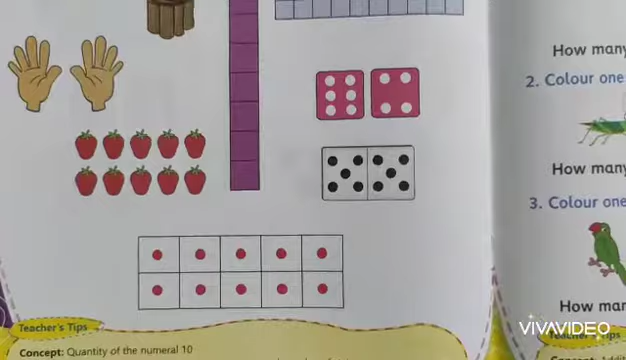 How many
2. Colour one
How many
3. Colour one
How man
Teacher's Tips
Concept: Quantity of the numeral 10
VIVAVIDEO